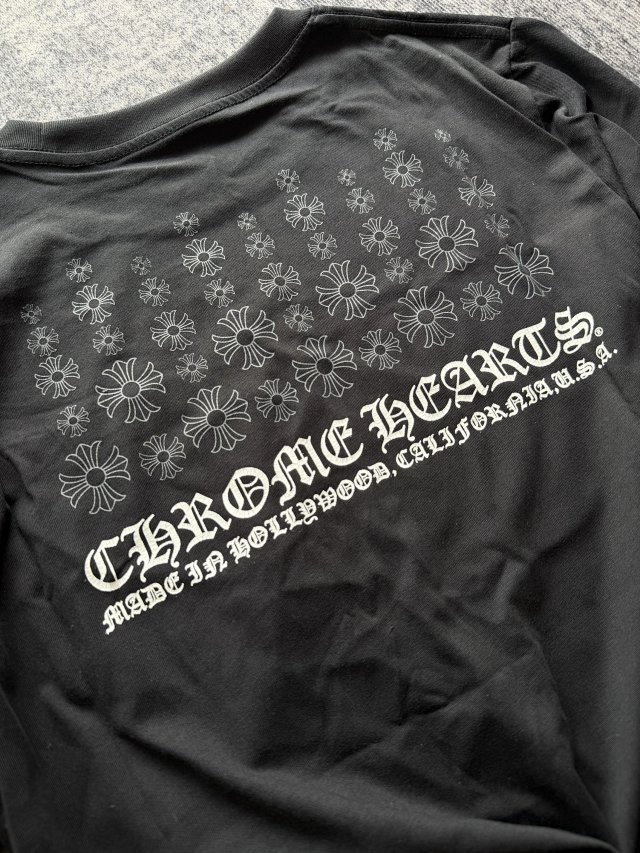 CHROME HEARTS®
MADE IN HOLLYWOOD, CALIFORNIA, U.S.A.